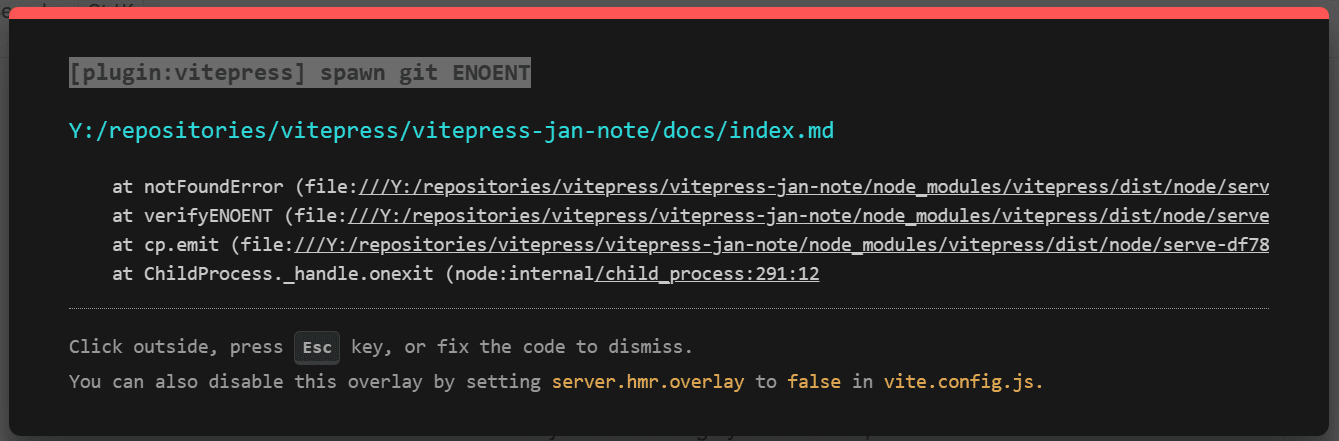 [plugin:vitepress] spawn git ENOENT
Y:/repositories/vitepress/vitepress-jan-note/docs/index.md
at notFoundError (file:///Y:/repositories/vitepress/vitepress-jan-note/node_modules/vitepress/dist/node/serv
at verifyENOENT (file:///Y:/repositories/vitepress/vitepress-jan-note/node_modules/vitepress/dist/node/serve
at cp.emit (file:///Y:/repositories/vitepress/vitepress-jan-note/node_modules/vitepress/dist/node/serve-df78
at ChildProcess._handle.onexit (node:internal/child_process:291:12
Click outside, press Esc key, or fix the code to dismiss.
You can also disable this overlay by setting server.hmr.overlay to false in vite.config.js.